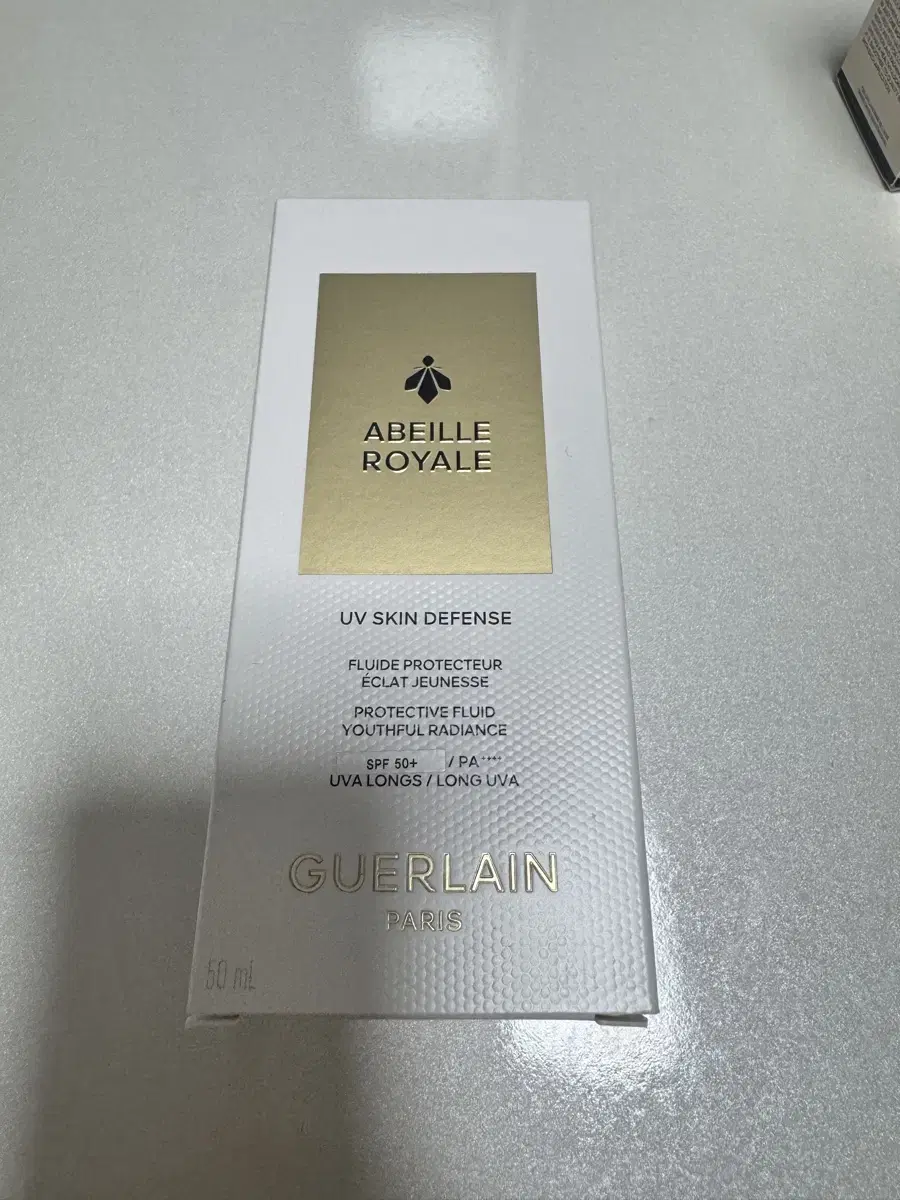 ABEILLE
ROYALE
UV SKIN DEFENSE
FLUIDE PROTECTEUR
ÉCLAT JEUNESSE
PROTECTIVE FLUID
YOUTHFUL RADIANCE
SPF 50+ / PA++++
UVA LONGS / LONG UVA
GUERLAIN
PARIS
50 mL